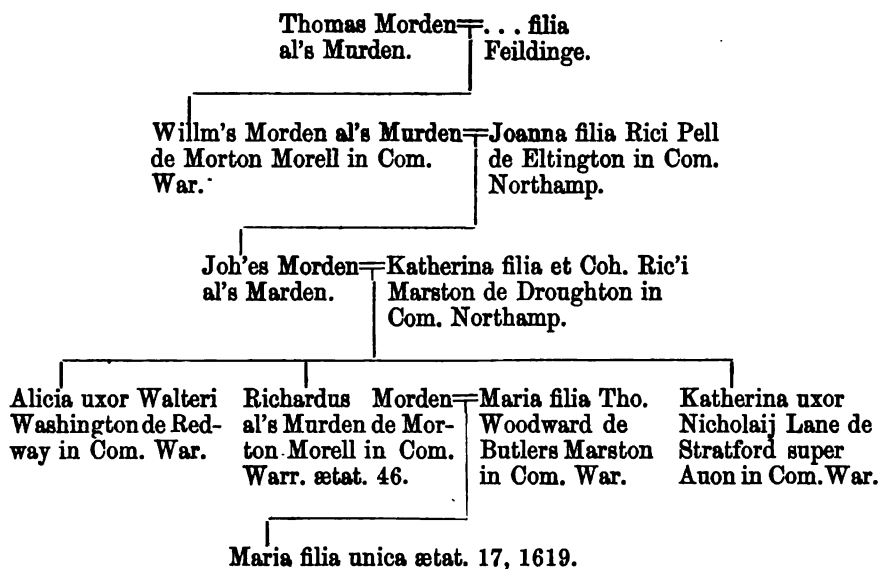 Thomas Morden=. . . filia
al's Murden. Feildinge.
Willm's Morden al's Murden=Joanna filia Rici Pell
de Morton Morell in Com. de Eltington in Com.
War. Northamp.
Joh'es Morden=Katherina filia et Coh. Ric'i
al's Marden. Marston de Droughton in
Com. Northamp.
Alicia uxor Walteri
Washington de Red-
way in Com. War.
Richardus Morden=Maria filia Tho.
al's Murden de Mor- Woodward de
ton Morell in Com. Butlers Marston
Warr. ætat. 46. in Com. War.
Katherina uxor
Nicholaij Lane de
Stratford super
Auon in Com. War.
Maria filia unica ætat. 17, 1619.